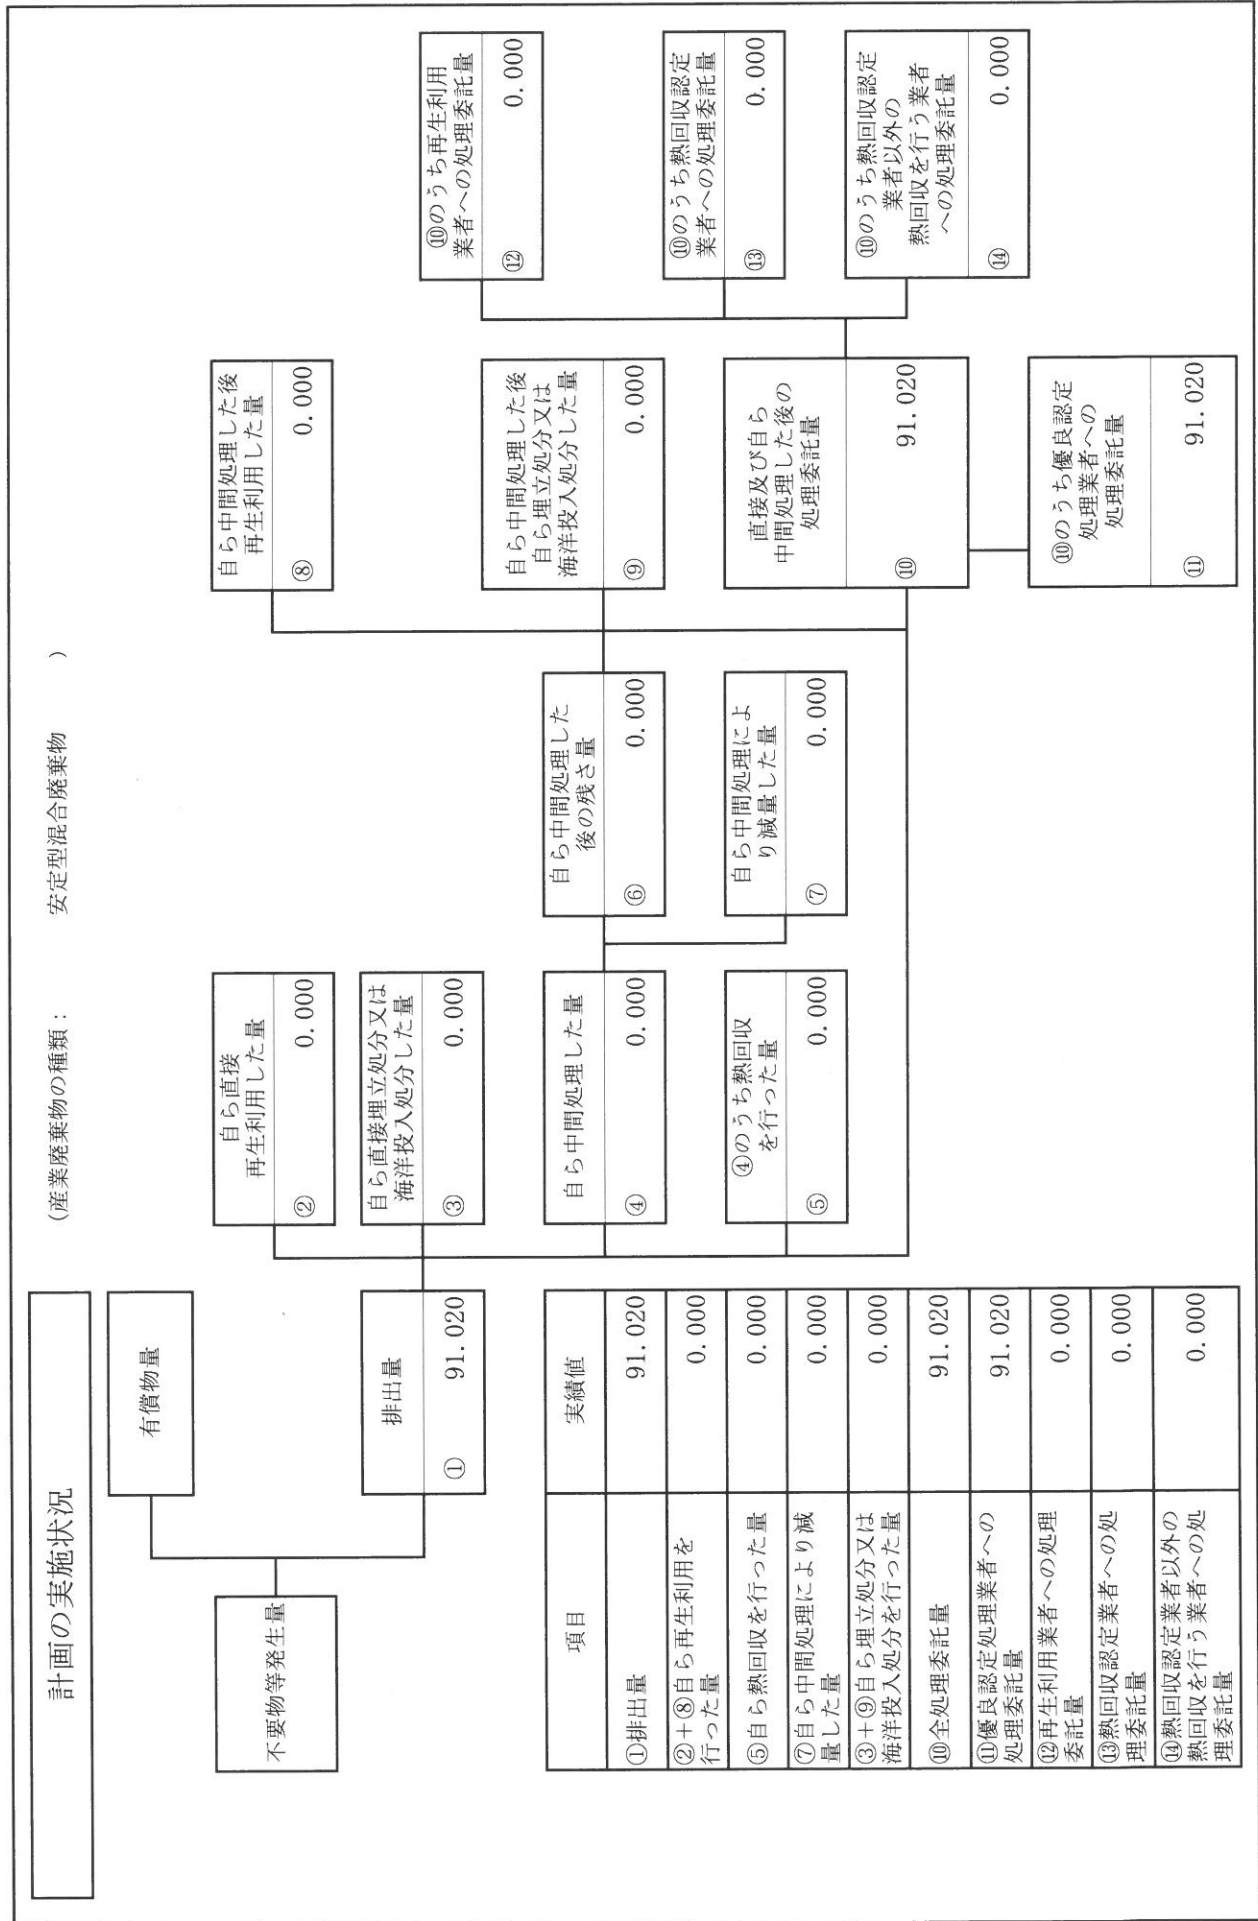 計画の実施状況
(産業廃棄物の種類： 安定型混合廃棄物 )
不要物等発生量
有償物量
排出量
① 91.020
自ら直接
再生利用した量
② 0.000
自ら直接埋立処分又は
海洋投入処分した量
③ 0.000
自ら中間処理した量
④ 0.000
④のうち熱回収
を行った量
⑤ 0.000
自ら中間処理した
後の残さ量
⑥ 0.000
自ら中間処理によ
り減量した量
⑦ 0.000
自ら中間処理した後
再生利用した量
⑧ 0.000
自ら中間処理した後
自ら埋立処分又は
海洋投入処分した量
⑨ 0.000
直接及び自ら
中間処理した後の
処理委託量
⑩ 91.020
⑩のうち優良認定
処理業者への
処理委託量
⑪ 91.020
⑩のうち再生利用
業者への処理委託量
⑫ 0.000
⑩のうち熱回収認定
業者への処理委託量
⑬ 0.000
⑩のうち熱回収認定
業者以外の
熱回収を行う業者
への処理委託量
⑭ 0.000
項目 実績値
①排出量 91.020
②+⑧自ら再生利用を
行った量 0.000
⑤自ら熱回収を行った量 0.000
⑦自ら中間処理により減
量した量 0.000
③+⑨自ら埋立処分又は
海洋投入処分を行った量 0.000
⑩全処理委託量 91.020
⑪優良認定処理業者への
処理委託量 91.020
⑫再生利用業者への処理
委託量 0.000
⑬熱回収認定業者への処
理委託量 0.000
⑭熱回収認定業者以外の
熱回収を行う業者への処
理委託量 0.000